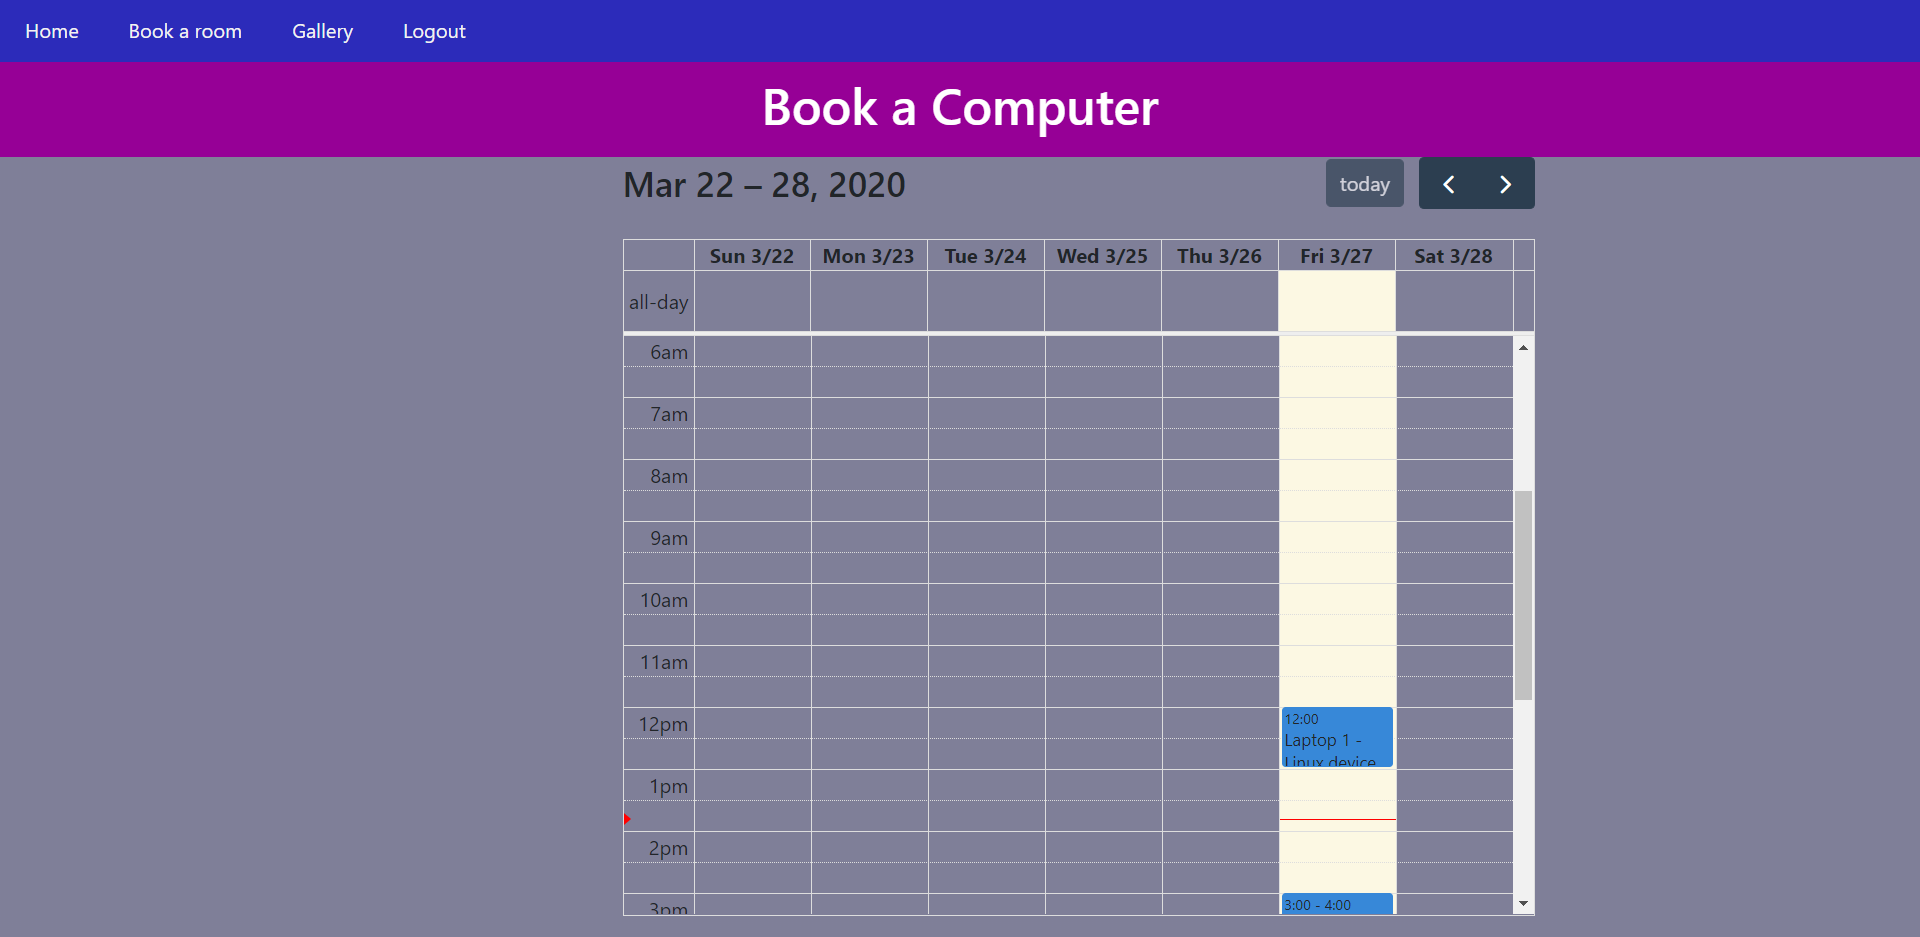 Home Book a room Gallery Logout
Book a Computer
Mar 22 – 28, 2020
today
Sun 3/22 Mon 3/23 Tue 3/24 Wed 3/25 Thu 3/26 Fri 3/27 Sat 3/28
all-day
6am
7am
8am
9am
10am
11am
12pm
12:00
Laptop 1 -
Linux device
1pm
2pm
3pm
3:00 - 4:00